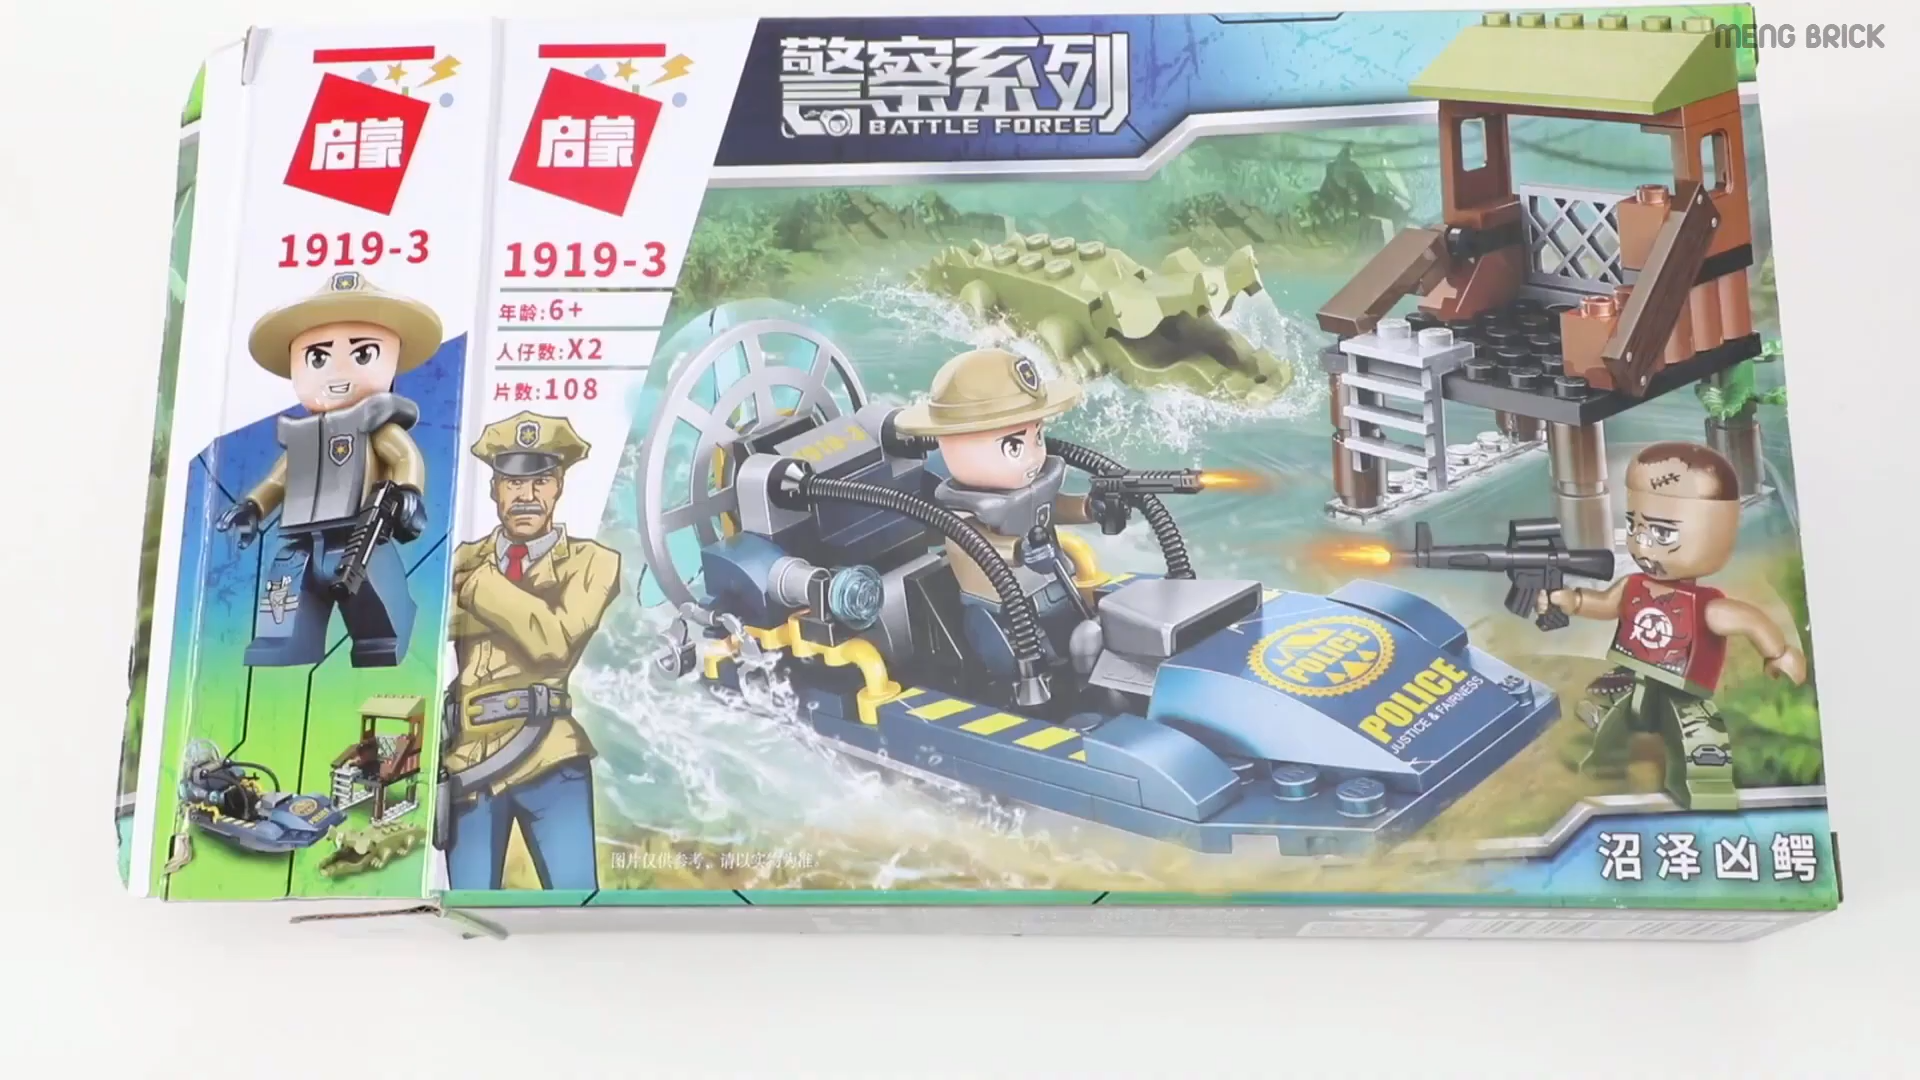 MENG BRICK
启蒙
1919-3
启蒙
1919-3
年龄:6+
人仔数:X2
片数:108
警察系列
BATTLE FORCE
1919-3
POLICE
POLICE
JUSTICE & FAIRNESS
图片仅供参考，请以实物为准。
沼泽凶鳄